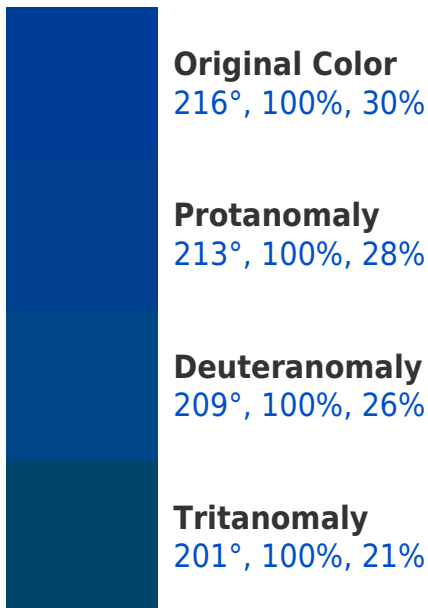 Original Color
216°, 100%, 30%
Protanomaly
213°, 100%, 28%
Deuteranomaly
209°, 100%, 26%
Tritanomaly
201°, 100%, 21%